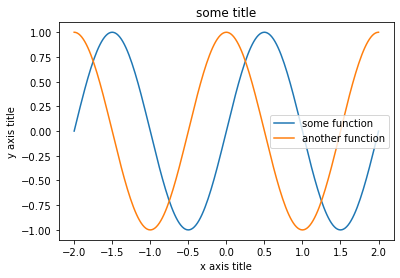 some title
1.00
0.75
0.50
0.25
0.00
−0.25
−0.50
−0.75
−1.00
y axis title
some function
another function
−2.0 −1.5 −1.0 −0.5 0.0 0.5 1.0 1.5 2.0
x axis title